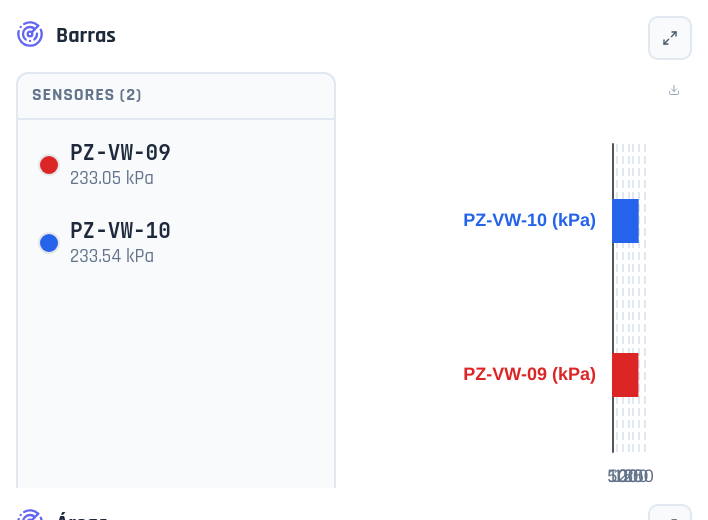 Barras
SENSORES (2)
PZ-VW-09
233.05 kPa
PZ-VW-10
233.54 kPa
PZ-VW-10 (kPa)
PZ-VW-09 (kPa)